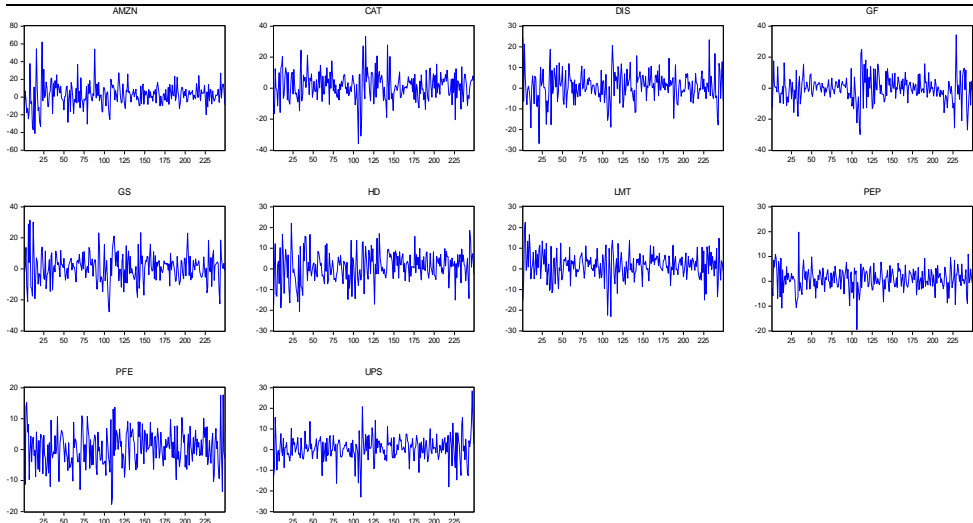 AMZN CAT DIS GF
80 40 30 40
60
40 20 20 20
20 10
0 0 0 0
-20 -10
-40 -20 -20 -20
-60 -40 -30 -40
25 50 75 100 125 150 175 200 225 25 50 75 100 125 150 175 200 225 25 50 75 100 125 150 175 200 225 25 50 75 100 125 150 175 200 225
GS HD LMT PEP
40 30 30 30
20 20 20 20
10 10 10
0 0 0 0
-10 -10 -10
-20 -20 -20 -20
-40 -30 -30
25 50 75 100 125 150 175 200 225 25 50 75 100 125 150 175 200 225 25 50 75 100 125 150 175 200 225 25 50 75 100 125 150 175 200 225
PFE UPS
20 30
10 20
10
0 0
-10 -10
-20
-20 -30
25 50 75 100 125 150 175 200 225 25 50 75 100 125 150 175 200 225